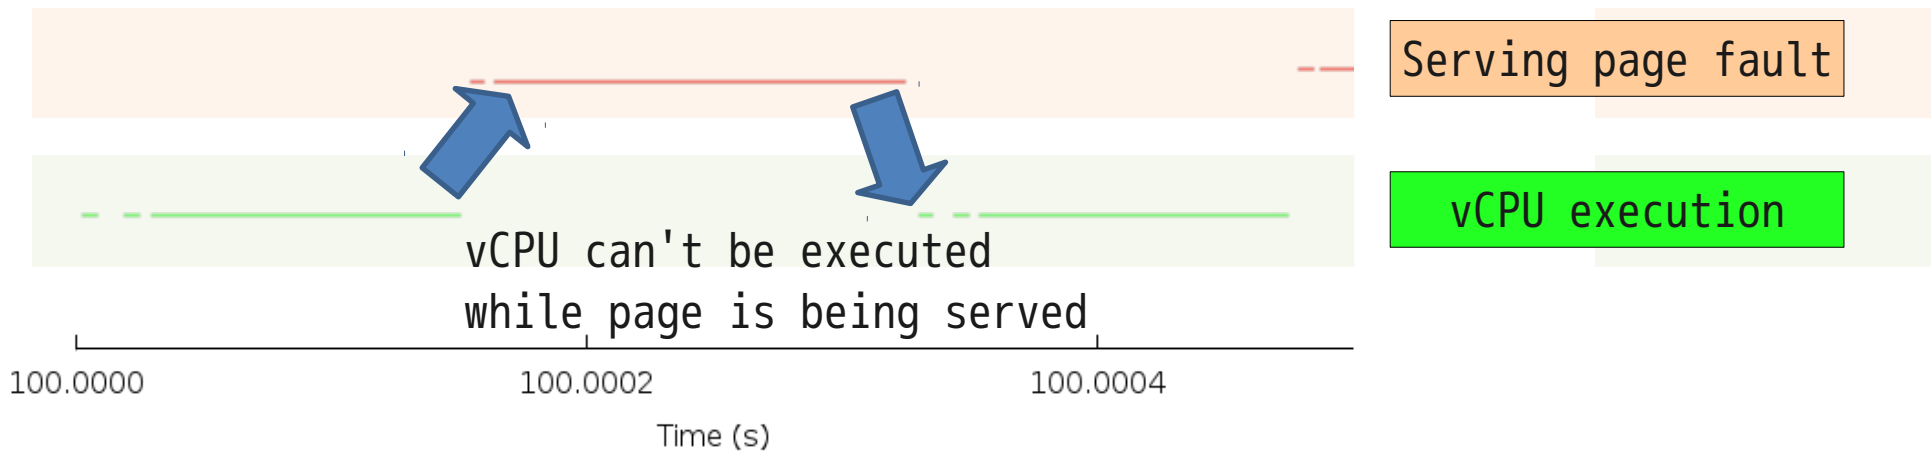 Serving page fault
vCPU execution
vCPU can't be executed
while page is being served
100.0000
100.0002
100.0004
Time (s)